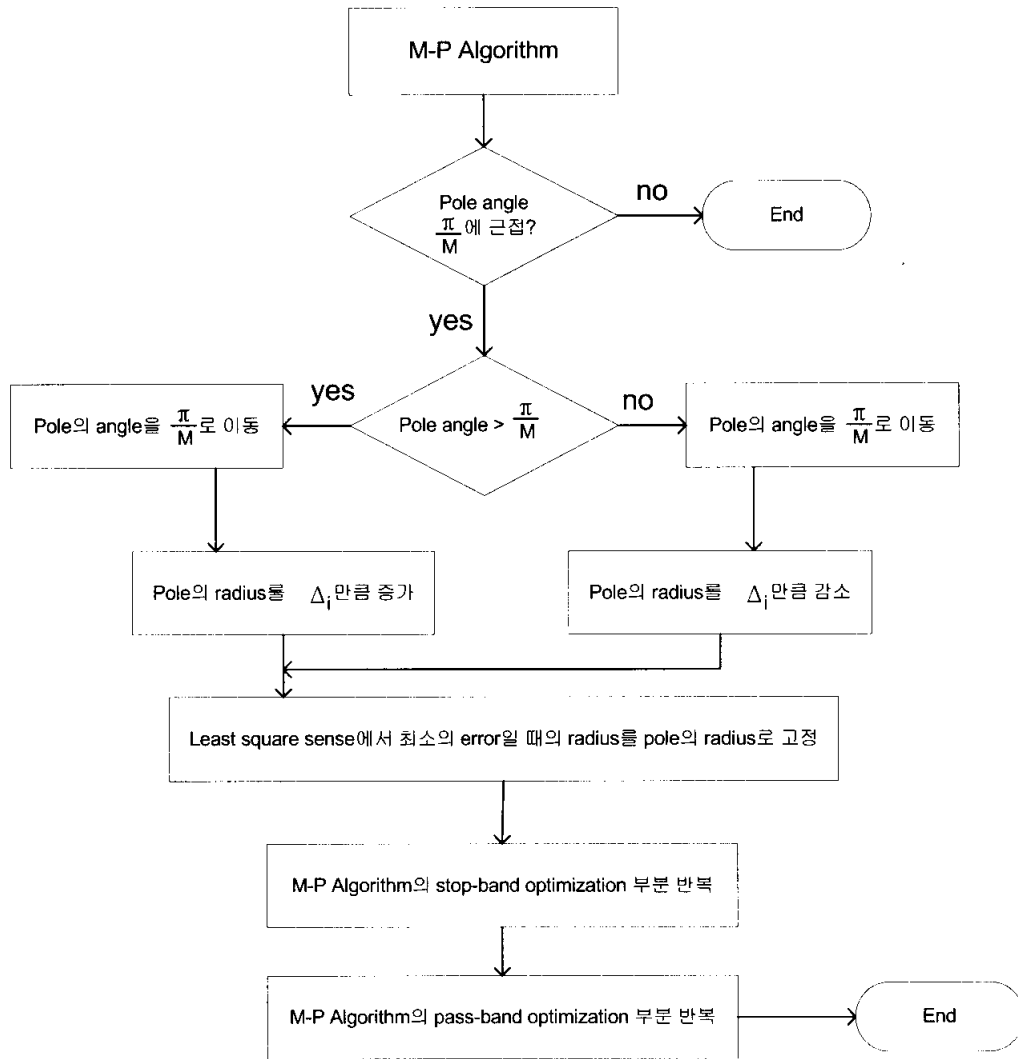 M-P Algorithm
Pole angle
π/M 에 근접?
no
End
yes
yes
Pole angle > π/M
no
Pole의 angle을 π/M로 이동
Pole의 angle을 π/M로 이동
Pole의 radius를 Δi만큼 증가
Pole의 radius를 Δi만큼 감소
Least square sense에서 최소의 error일 때의 radius를 pole의 radius로 고정
M-P Algorithm의 stop-band optimization 부분 반복
M-P Algorithm의 pass-band optimization 부분 반복
End